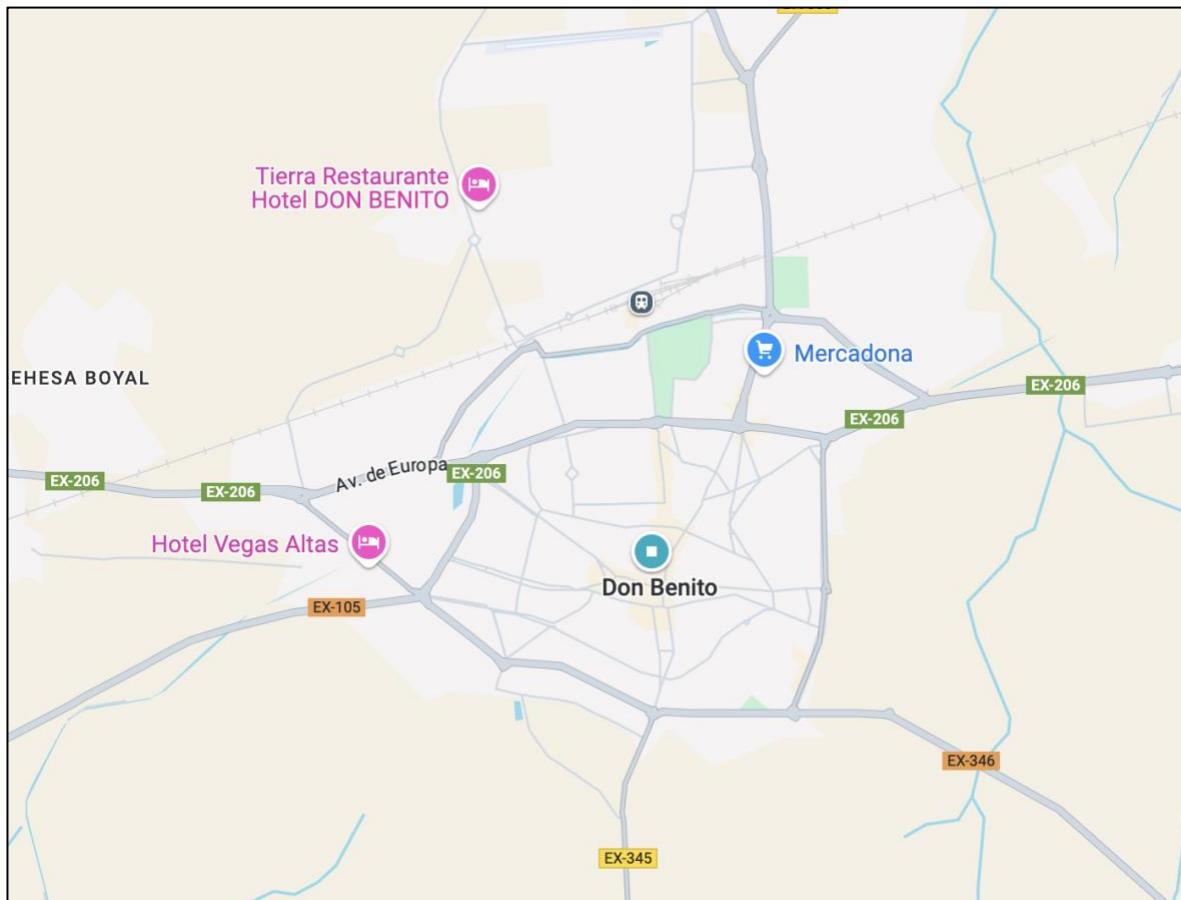 Tierra Restaurante
Hotel DON BENITO
Mercadona
EHESA BOYAL
EX-206
EX-206
Av. de Europa
EX-206
EX-206
EX-206
Hotel Vegas Altas
Don Benito
EX-105
EX-346
EX-345